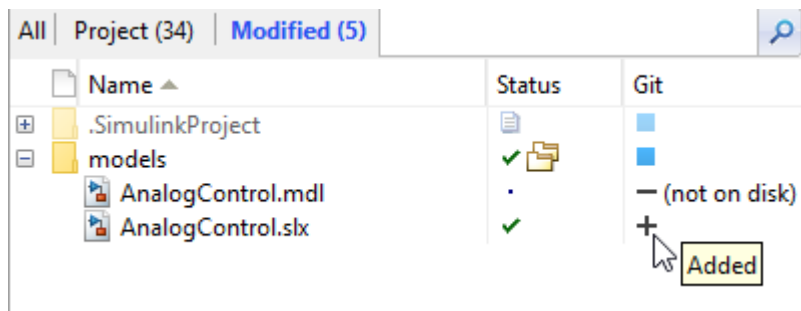 All Project (34) Modified (5)
Name Status Git
.SimulinkProject
models
AnalogControl.mdl (not on disk)
AnalogControl.slx
Added